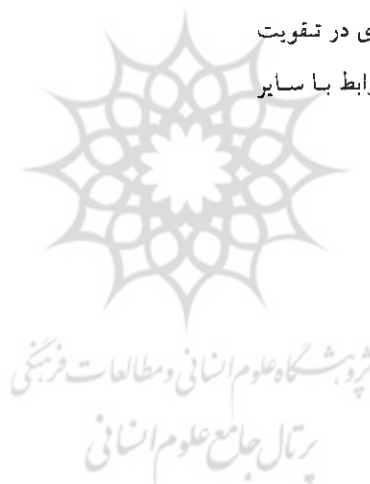 ی در تقویت
رابط با سایر
پژوهشگاه علوم انسانی و مطالعات فرهنگی
پرتال جامع علوم انسانی